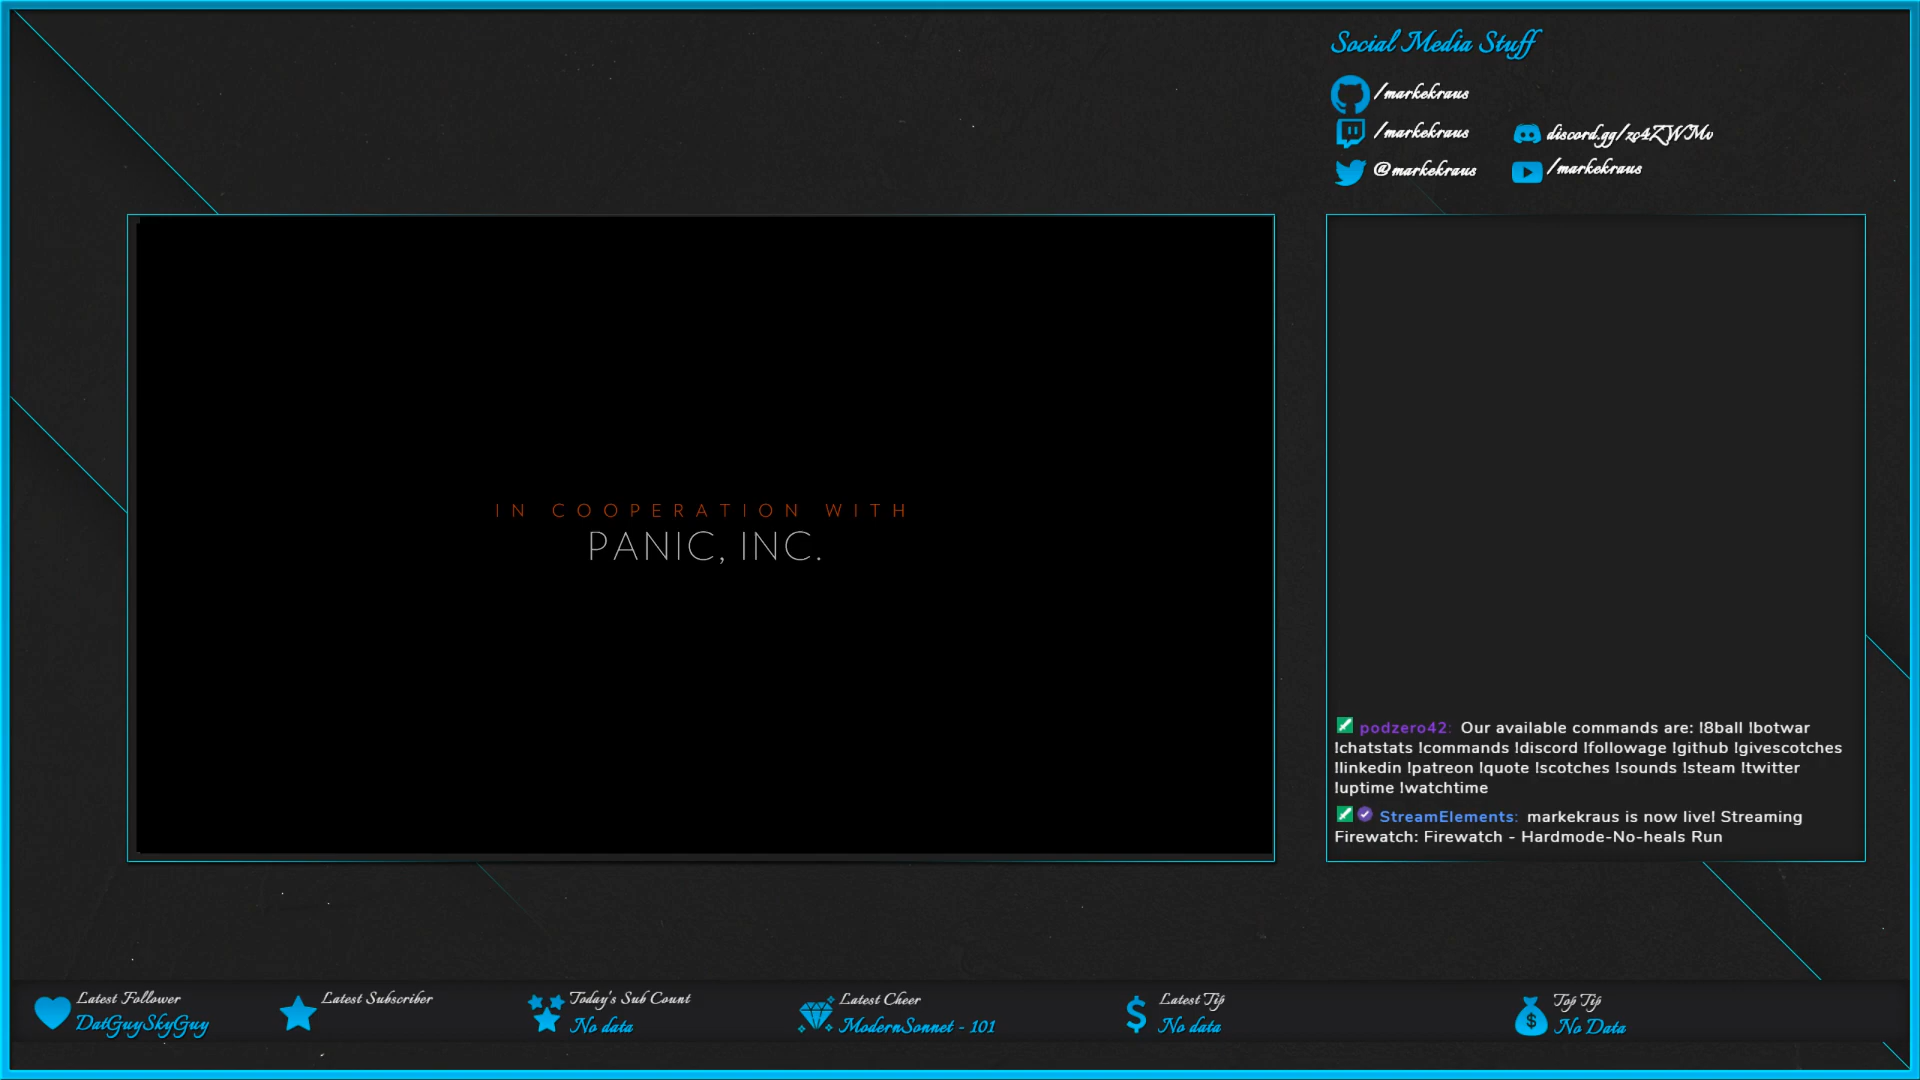 Social Media Stuff
/markekraus
/markekraus
discord.gg/zc4ZWMv
@markekraus
/markekraus
IN COOPERATION WITH
PANIC, INC.
podzero42: Our available commands are: !8ball !botwar
!chatstats !commands !discord !followage !github !givescotches
!linkedin !patreon !quote !scotches !sounds !steam !twitter
!uptime !watchtime
StreamElements: markekraus is now live! Streaming
Firewatch: Firewatch - Hardmode-No-heals Run
Latest Follower
DatGuySkyGuy
Latest Subscriber
Today's Sub Count
No data
Latest Cheer
ModernSonnet - 101
Latest Tip
No data
Top Tip
No Data